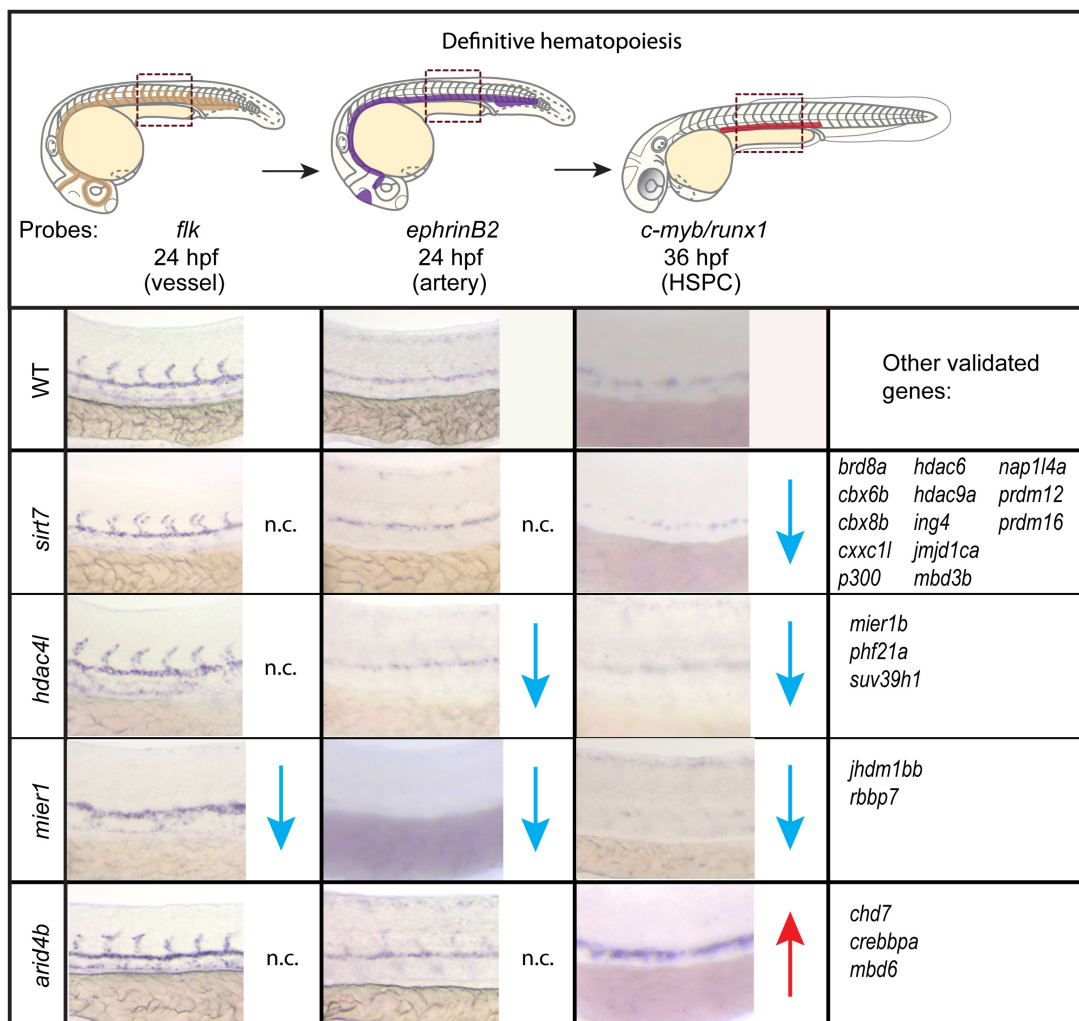 Definitive hematopoiesis
Probes:
flk
24 hpf
(vessel)
ephrinB2
24 hpf
(artery)
c-myb/runx1
36 hpf
(HSPC)
WT
Other validated
genes:
sirt7
n.c.
n.c.
brd8a hdac6 nap1l4a
cbx6b hdac9a prdm12
cbx8b ing4 prdm16
cxxc1l jmjd1ca
p300 mbd3b
hdac4l
n.c.
mier1b
phf21a
suv39h1
mier1
jhdm1bb
rbbp7
arid4b
n.c.
n.c.
chd7
crebbpa
mbd6